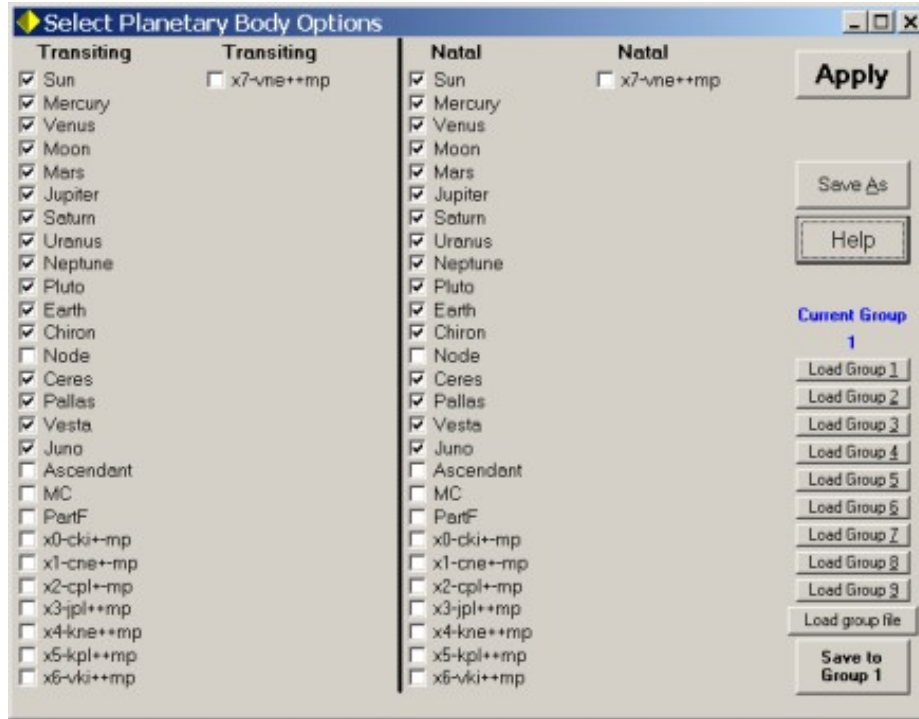 Select Planetary Body Options
Transiting
Sun
Mercury
Venus
Moon
Mars
Jupiter
Saturn
Uranus
Neptune
Pluto
Earth
Chiron
Node
Ceres
Pallas
Vesta
Juno
Ascendant
MC
PartF
x0-cki+-mp
x1-cne+-mp
x2-cpl+-mp
x3-jpl++mp
x4-kne++mp
x5-kpl++mp
x6-vki++mp
Transiting
x7-vne++mp
Natal
Sun
Mercury
Venus
Moon
Mars
Jupiter
Saturn
Uranus
Neptune
Pluto
Earth
Chiron
Node
Ceres
Pallas
Vesta
Juno
Ascendant
MC
PartF
x0-cki+-mp
x1-cne+-mp
x2-cpl+-mp
x3-jpl++mp
x4-kne++mp
x5-kpl++mp
x6-vki++mp
Natal
x7-vne++mp
Apply
Save As
Help
Current Group
1
Load Group 1
Load Group 2
Load Group 3
Load Group 4
Load Group 5
Load Group 6
Load Group 7
Load Group 8
Load Group 9
Load group file
Save to
Group 1